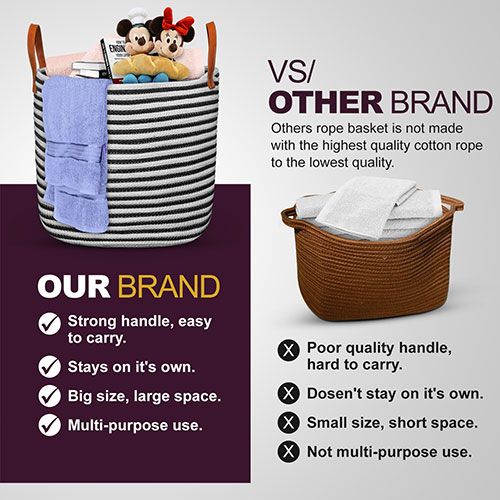 ENGINE
VS/
OTHER BRAND
Others rope basket is not made
with the highest quality cotton rope
to the lowest quality.
OUR BRAND
Strong handle, easy
to carry.
Stays on it's own.
Big size, large space.
Multi-purpose use.
X Poor quality handle,
hard to carry.
X Dosen't stay on it's own.
X Small size, short space.
X Not multi-purpose use.